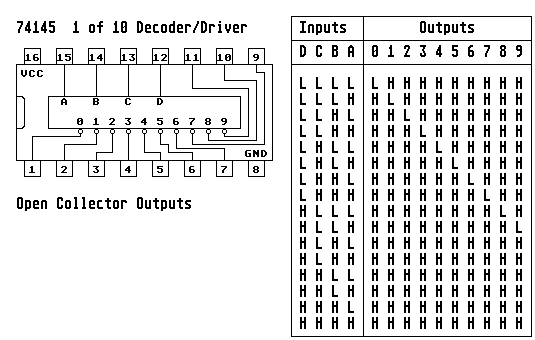 74145 1 of 10 Decoder/Driver
16 15 14 13 12 11 10 9
VCC
A B C D
0 1 2 3 4 5 6 7 8 9
GND
1 2 3 4 5 6 7 8
Open Collector Outputs
Inputs Outputs
D C B A 0 1 2 3 4 5 6 7 8 9
L L L L L H H H H H H H H H
L L L H H L H H H H H H H H
L L H L H H L H H H H H H H
L L H H H H H L H H H H H H
L H L L H H H H L H H H H H
L H L H H H H H H L H H H H
L H H L H H H H H H L H H H
L H H H H H H H H H H L H H
H L L L H H H H H H H H L H
H L L H H H H H H H H H H L
H L H L H H H H H H H H H H
H L H H H H H H H H H H H H
H H L L H H H H H H H H H H
H H L H H H H H H H H H H H
H H H L H H H H H H H H H H
H H H H H H H H H H H H H H